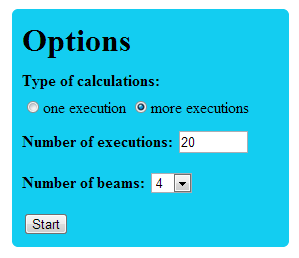 Options
Type of calculations:
one execution more executions
Number of executions: 20
Number of beams: 4
Start